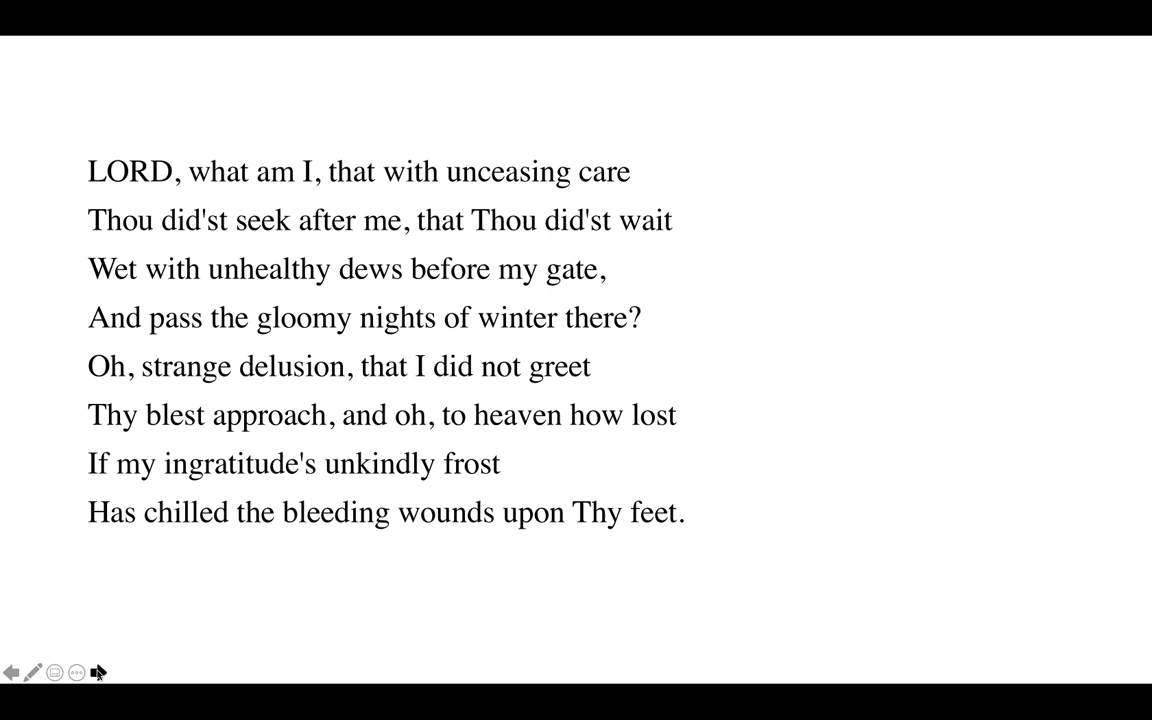 LORD, what am I, that with unceasing care
Thou did'st seek after me, that Thou did'st wait
Wet with unhealthy dews before my gate,
And pass the gloomy nights of winter there?
Oh, strange delusion, that I did not greet
Thy blest approach, and oh, to heaven how lost
If my ingratitude's unkindly frost
Has chilled the bleeding wounds upon Thy feet.